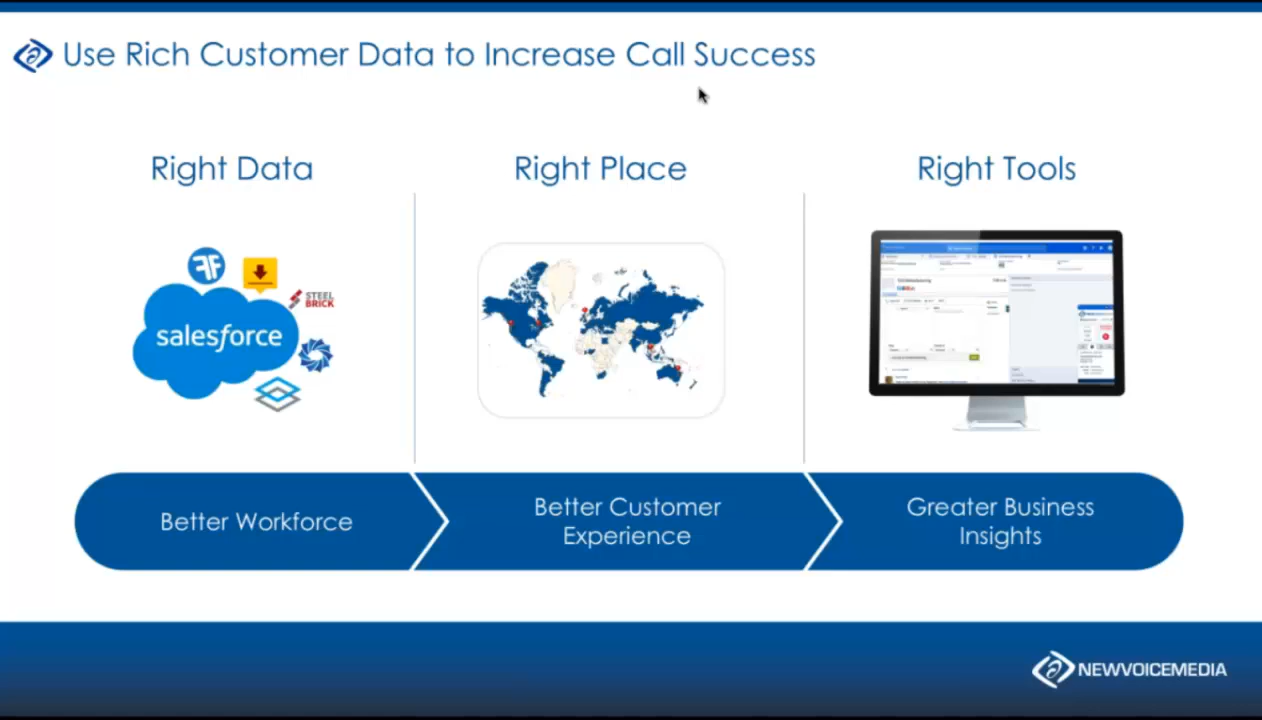 Use Rich Customer Data to Increase Call Success
Right Data
Right Place
Right Tools
salesforce
STEEL
BRICK
Better Workforce
Better Customer
Experience
Greater Business
Insights
NEWVOICEMEDIA